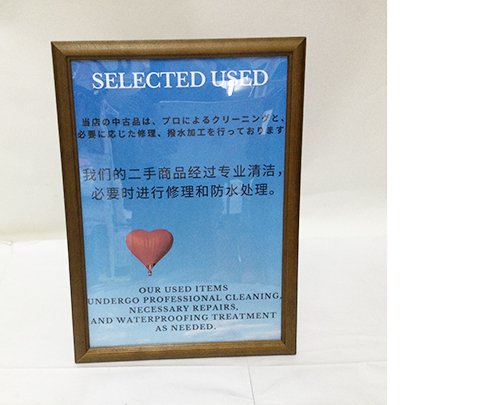 SELECTED USED
当店の中古品は、プロによるクリーニングと、
必要に応じた修理、撥水加工を行っております
我们的二手商品经过专业清洁，
必要时进行修理和防水处理。
OUR USED ITEMS
UNDERGO PROFESSIONAL CLEANING,
NECESSARY REPAIRS,
AND WATERPROOFING TREATMENT
AS NEEDED.